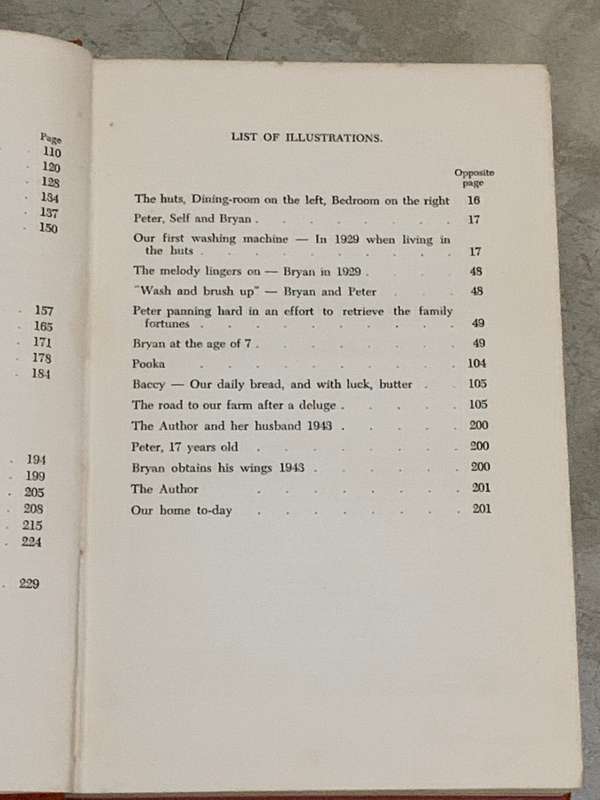 Page
110
120
128
134
137
150
157
165
171
178
184
194
199
205
208
215
224
229
LIST OF ILLUSTRATIONS.
Opposite
page
The huts, Dining-room on the left, Bedroom on the right 16
Peter, Self and Bryan . . . . . . . . 17
Our first washing machine — In 1929 when living in
the huts . . . . . . . . . . 17
The melody lingers on — Bryan in 1929 . . . . 48
"Wash and brush up" — Bryan and Peter . . . 48
Peter panning hard in an effort to retrieve the family
fortunes . . . . . . . . . . 49
Bryan at the age of 7 . . . . . . . . 49
Pooka . . . . . . . . . . 104
Baccy — Our daily bread, and with luck, butter . . 105
The road to our farm after a deluge . . . . . 105
The Author and her husband 1943 . . . . . 200
Peter, 17 years old . . . . . . . . 200
Bryan obtains his wings 1943 . . . . . . 200
The Author . . . . . . . . 201
Our home to-day . . . . . . . . 201